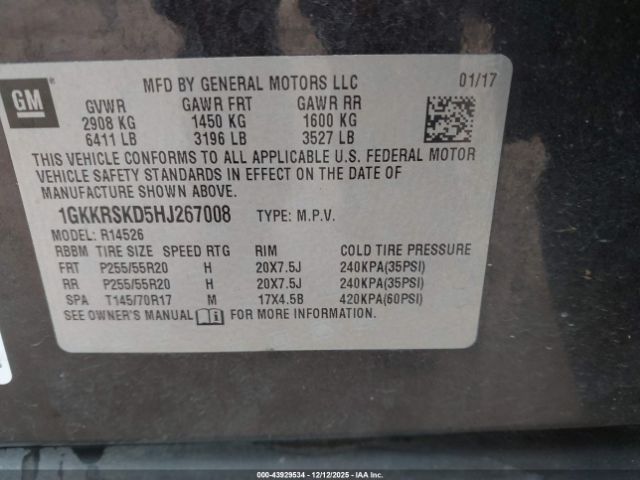 GM
MFD BY GENERAL MOTORS LLC 01/17
GVWR GAWR FRT GAWR RR
2908 KG 1450 KG 1600 KG
6411 LB 3196 LB 3527 LB
THIS VEHICLE CONFORMS TO ALL APPLICABLE U.S. FEDERAL MOTOR
VEHICLE SAFETY STANDARDS IN EFFECT ON THE DATE OF
MANUFACTURE SHOWN ABOVE.
1GKKRSKD5HJ267008 TYPE: M.P.V.
MODEL: R14526
RBBM TIRE SIZE SPEED RTG RIM COLD TIRE PRESSURE
FRT P255/55R20 H 20X7.5J 240KPA(35PSI)
RR P255/55R20 H 20X7.5J 240KPA(35PSI)
SPA T145/70R17 M 17X4.5B 420KPA(60PSI)
SEE OWNER'S MANUAL FOR MORE INFORMATION.
000-43929534 - 12/12/2025 - COPYRIGHT IAA, LLC